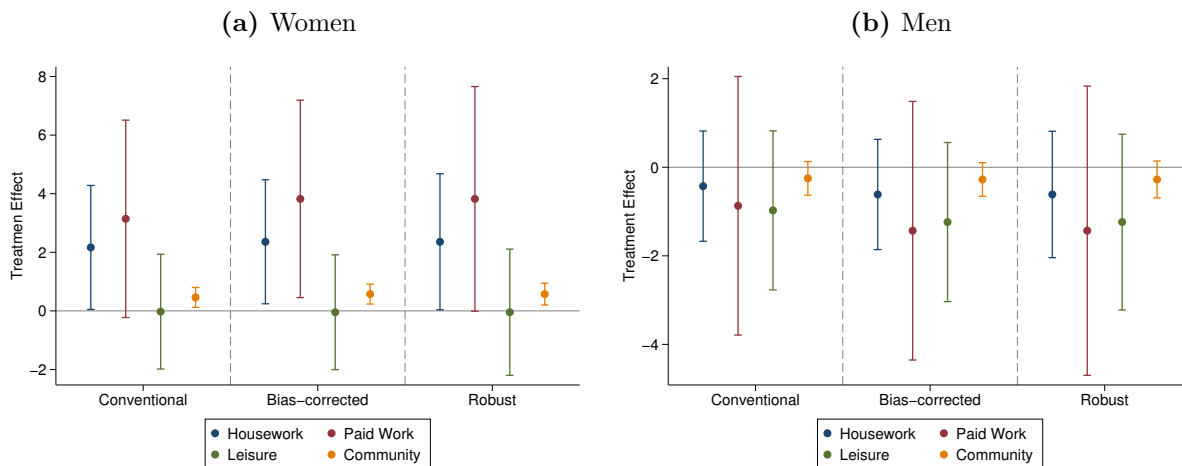 (a) Women
8
6
4
2
0
−2
Treatmen Effect
Conventional Bias−corrected Robust
Housework Paid Work
Leisure Community
(b) Men
2
0
−2
−4
Treatment Effect
Conventional Bias−corrected Robust
Housework Paid Work
Leisure Community